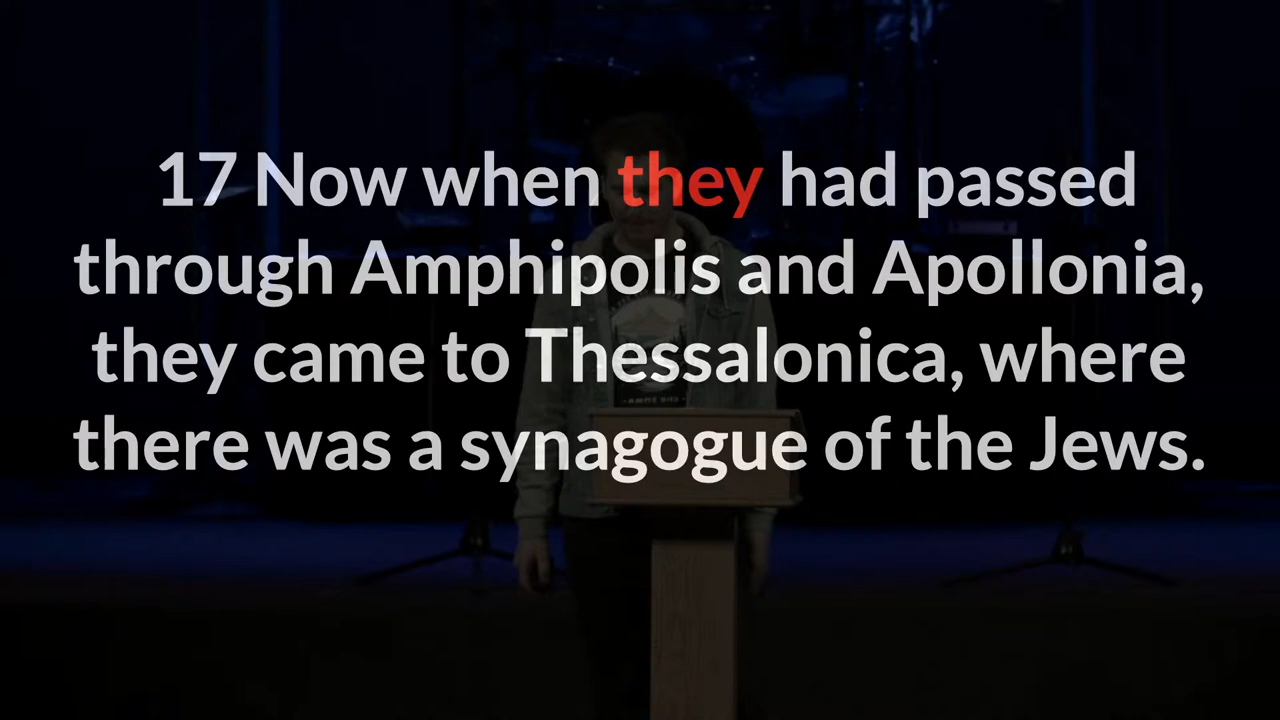 17 Now when they had passed
through Amphipolis and Apollonia,
they came to Thessalonica, where
there was a synagogue of the Jews.